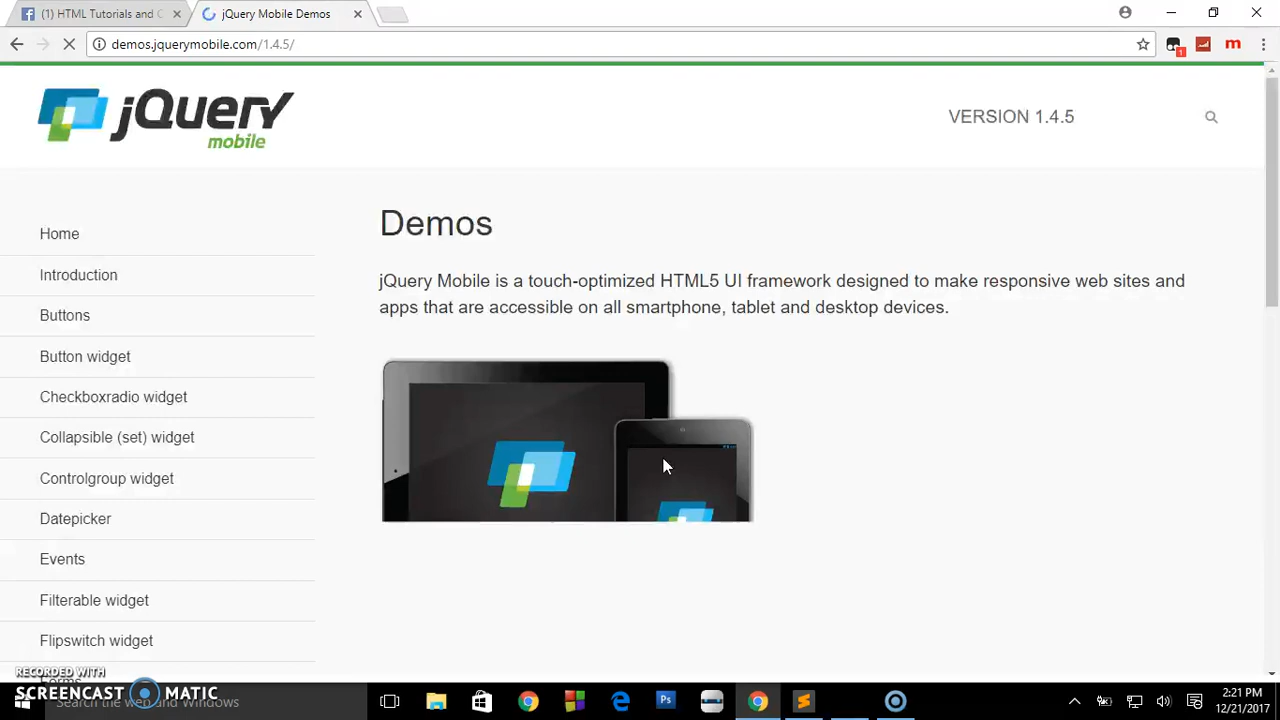 (1) HTML Tutorials and C
jQuery Mobile Demos
demos.jquerymobile.com/1.4.5/
1
m
jQuery
mobile
VERSION 1.4.5
Home
Introduction
Buttons
Button widget
Checkboxradio widget
Collapsible (set) widget
Controlgroup widget
Datepicker
Events
Filterable widget
Flipswitch widget
Forms
Demos
jQuery Mobile is a touch-optimized HTML5 UI framework designed to make responsive web sites and
apps that are accessible on all smartphone, tablet and desktop devices.
RECORDED WITH
SCREENCAST MATIC
Search the web and Windows
Ps
2:21 PM
12/21/2017